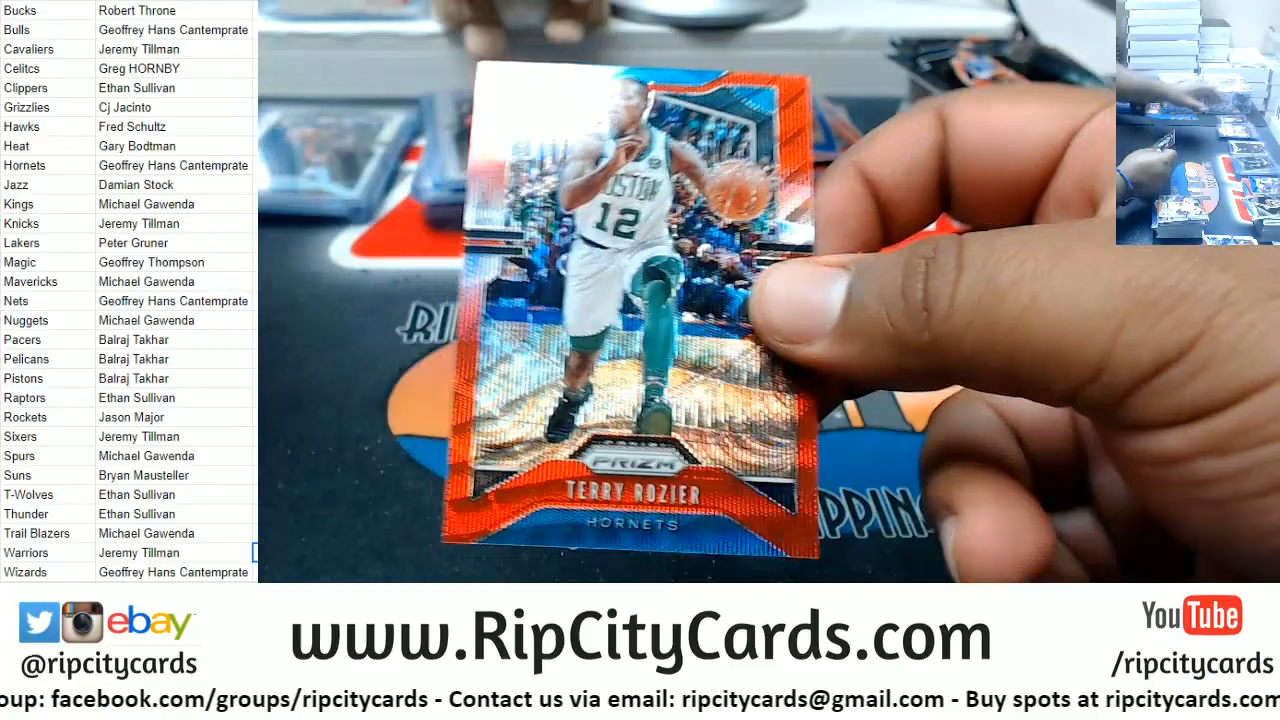 Bucks Robert Throne
Bulls Geoffrey Hans Cantemprate
Cavaliers Jeremy Tillman
Celitcs Greg HORNBY
Clippers Ethan Sullivan
Grizzlies Cj Jacinto
Hawks Fred Schultz
Heat Gary Bodtman
Hornets Geoffrey Hans Cantemprate
Jazz Damian Stock
Kings Michael Gawenda
Knicks Jeremy Tillman
Lakers Peter Gruner
Magic Geoffrey Thompson
Mavericks Michael Gawenda
Nets Geoffrey Hans Cantemprate
Nuggets Michael Gawenda
Pacers Balraj Takhar
Pelicans Balraj Takhar
Pistons Balraj Takhar
Raptors Ethan Sullivan
Rockets Jason Major
Sixers Jeremy Tillman
Spurs Michael Gawenda
Suns Bryan Mausteller
T-Wolves Ethan Sullivan
Thunder Ethan Sullivan
Trail Blazers Michael Gawenda
Warriors Jeremy Tillman
Wizards Geoffrey Hans Cantemprate
BOSTON
12
PRIZM
TERRY ROZIER
HORNETS
RI
PPIN
ebay
@ripcitycards
www.RipCityCards.com
YouTube
/ripcitycards
oup: facebook.com/groups/ripcitycards - Contact us via email: ripcitycards@gmail.com - Buy spots at ripcitycards.com